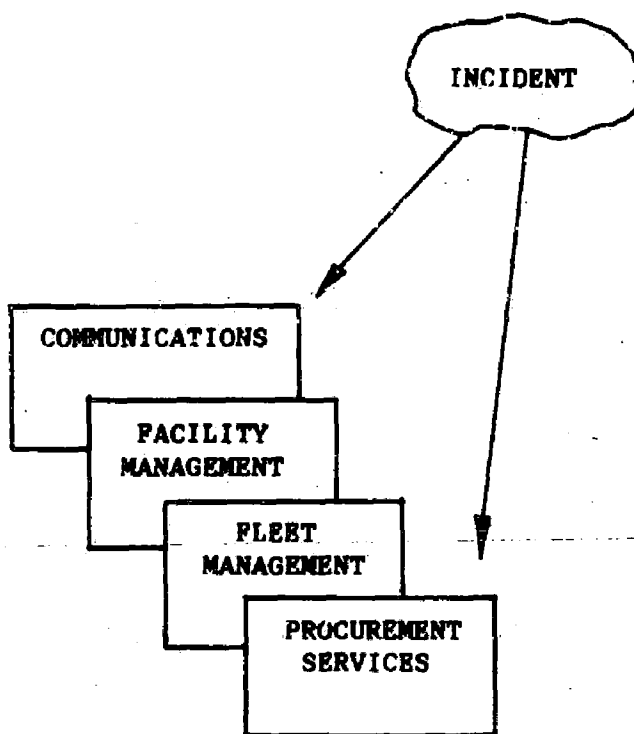 INCIDENT
COMMUNICATIONS
FACILITY
MANAGEMENT
FLEET
MANAGEMENT
PROCUREMENT
SERVICES